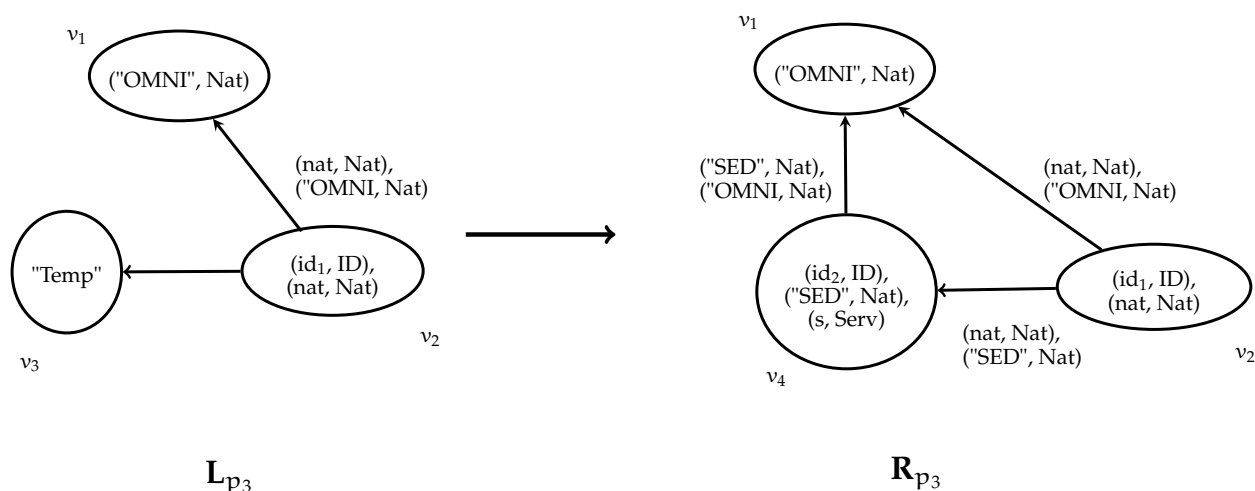 v1
("OMNI", Nat)
(nat, Nat),
("OMNI, Nat)
"Temp"
(id1, ID),
(nat, Nat)
v2
v3
Lp3
v1
("OMNI", Nat)
("SED", Nat),
("OMNI, Nat)
(nat, Nat),
("OMNI, Nat)
(id2, ID),
("SED", Nat),
(s, Serv)
(id1, ID),
(nat, Nat)
(nat, Nat),
("SED", Nat)
v2
v4
Rp3